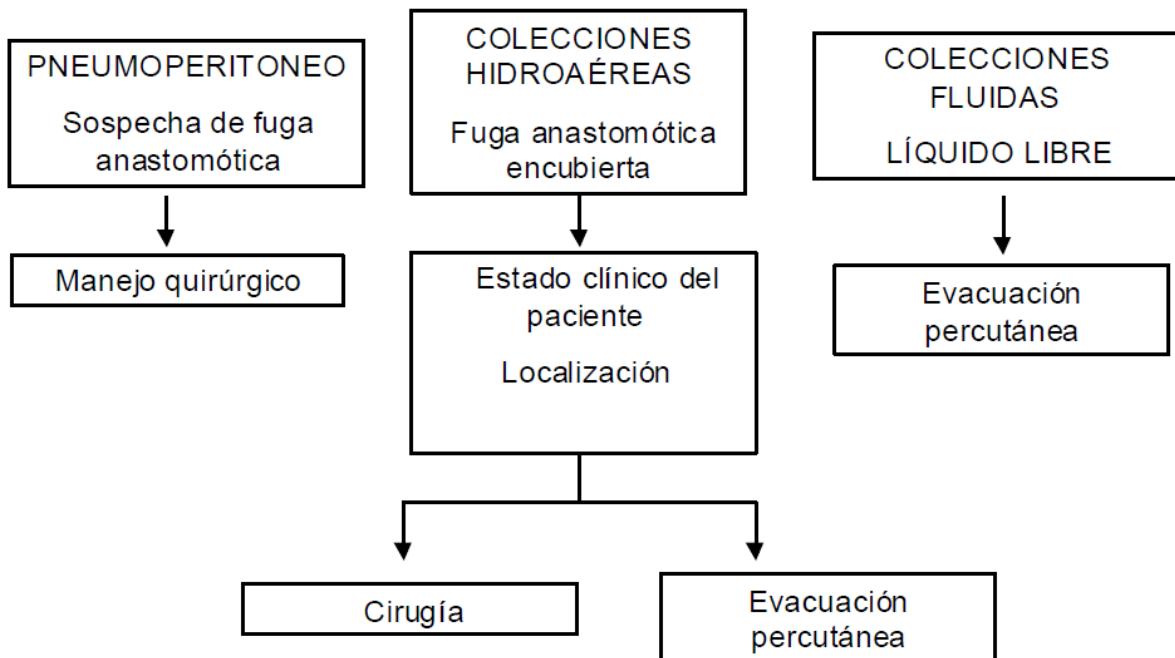 PNEUMOPERITONEO
Sospecha de fuga
anastomótica
COLECCIONES
HIDROAÉREAS
Fuga anastomótica
encubierta
COLECCIONES
FLUIDAS
LÍQUIDO LIBRE
Manejo quirúrgico
Estado clínico del
paciente
Localización
Evacuación
percutánea
Cirugía
Evacuación
percutánea